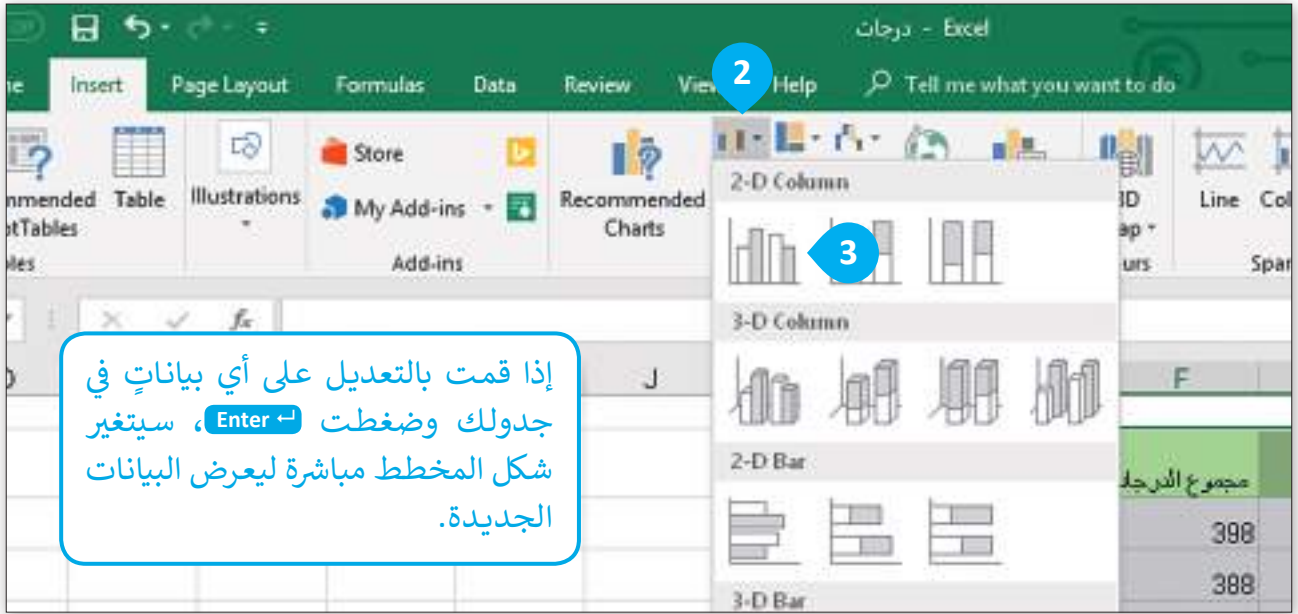 درجات - Excel
Insert Page Layout Formulas Data Review View Help Tell me what you want to do
2
Table Illustrations Store My Add-ins Recommended Charts Line
Add-ins
2-D Column
3
3-D Column
fx
J F
إذا قمت بالتعديل على أي بياناتٍ في
جدولك وضغطت Enter، سيتغير
شكل المخطط مباشرة ليعرض البيانات
الجديدة.
2-D Bar
مجموع الدرجا
398
388
3-D Bar